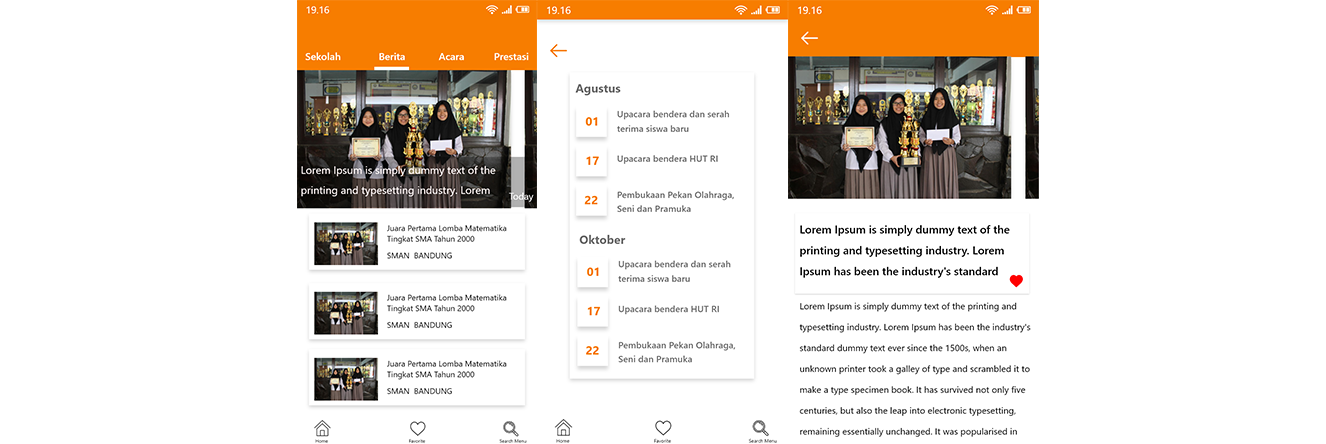 19.16
Sekolah Berita Acara Prestasi
Lorem Ipsum is simply dummy text of the
printing and typesetting industry. Lorem
Today
Juara Pertama Lomba Matematika
Tingkat SMA Tahun 2000
SMAN BANDUNG
Juara Pertama Lomba Matematika
Tingkat SMA Tahun 2000
SMAN BANDUNG
Juara Pertama Lomba Matematika
Tingkat SMA Tahun 2000
SMAN BANDUNG
Home Favorite Search Menu
19.16
Agustus
01 Upacara bendera dan serah
terima siswa baru
17 Upacara bendera HUT RI
22 Pembukaan Pekan Olahraga,
Seni dan Pramuka
Oktober
01 Upacara bendera dan serah
terima siswa baru
17 Upacara bendera HUT RI
22 Pembukaan Pekan Olahraga,
Seni dan Pramuka
Home Favorite Search Menu
19.16
Lorem Ipsum is simply dummy text of the
printing and typesetting industry. Lorem
Ipsum has been the industry's standard
Lorem Ipsum is simply dummy text of the printing and
typesetting industry. Lorem Ipsum has been the industry's
standard dummy text ever since the 1500s, when an
unknown printer took a galley of type and scrambled it to
make a type specimen book. It has survived not only five
centuries, but also the leap into electronic typesetting,
remaining essentially unchanged. It was popularised in